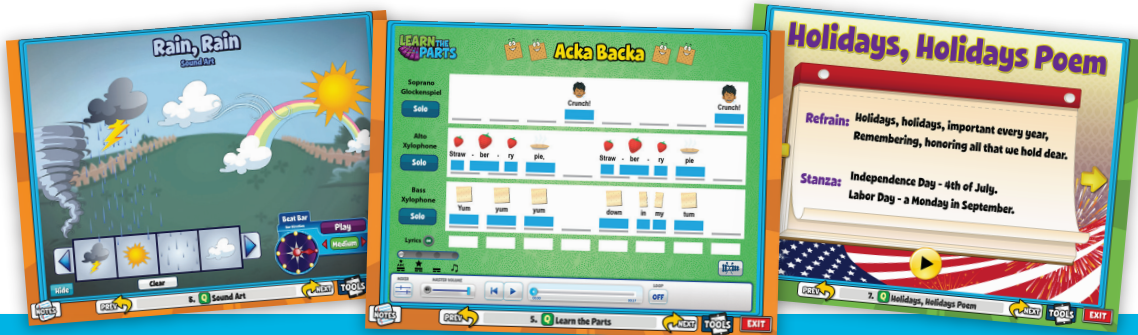 Rain, Rain
Sound Art
Beat Bar
Play
Medium
Hide
Clear
NOTES
PREV
8. Q Sound Art
NEXT
TOOLS
LEARN THE PARTS
Acka Backa
Soprano
Glockenspiel
Solo
Crunch!
Crunch!
Alto
Xylophone
Solo
Straw - ber - ry pie,
Straw - ber - ry pie
Bass
Xylophone
Solo
Yum yum yum
down in my tum
Lyrics
MIXER
MASTER VOLUME
LOOP
OFF
NOTES
PREV
5. Q Learn the Parts
NEXT
TOOLS
EXIT
Holidays, Holidays Poem
Refrain: Holidays, holidays, important every year,
Remembering, honoring all that we hold dear.
Stanza: Independence Day - 4th of July.
Labor Day - a Monday in September.
NOTES
PREV
7. Q Holidays, Holidays Poem
NEXT
TOOLS
EXIT